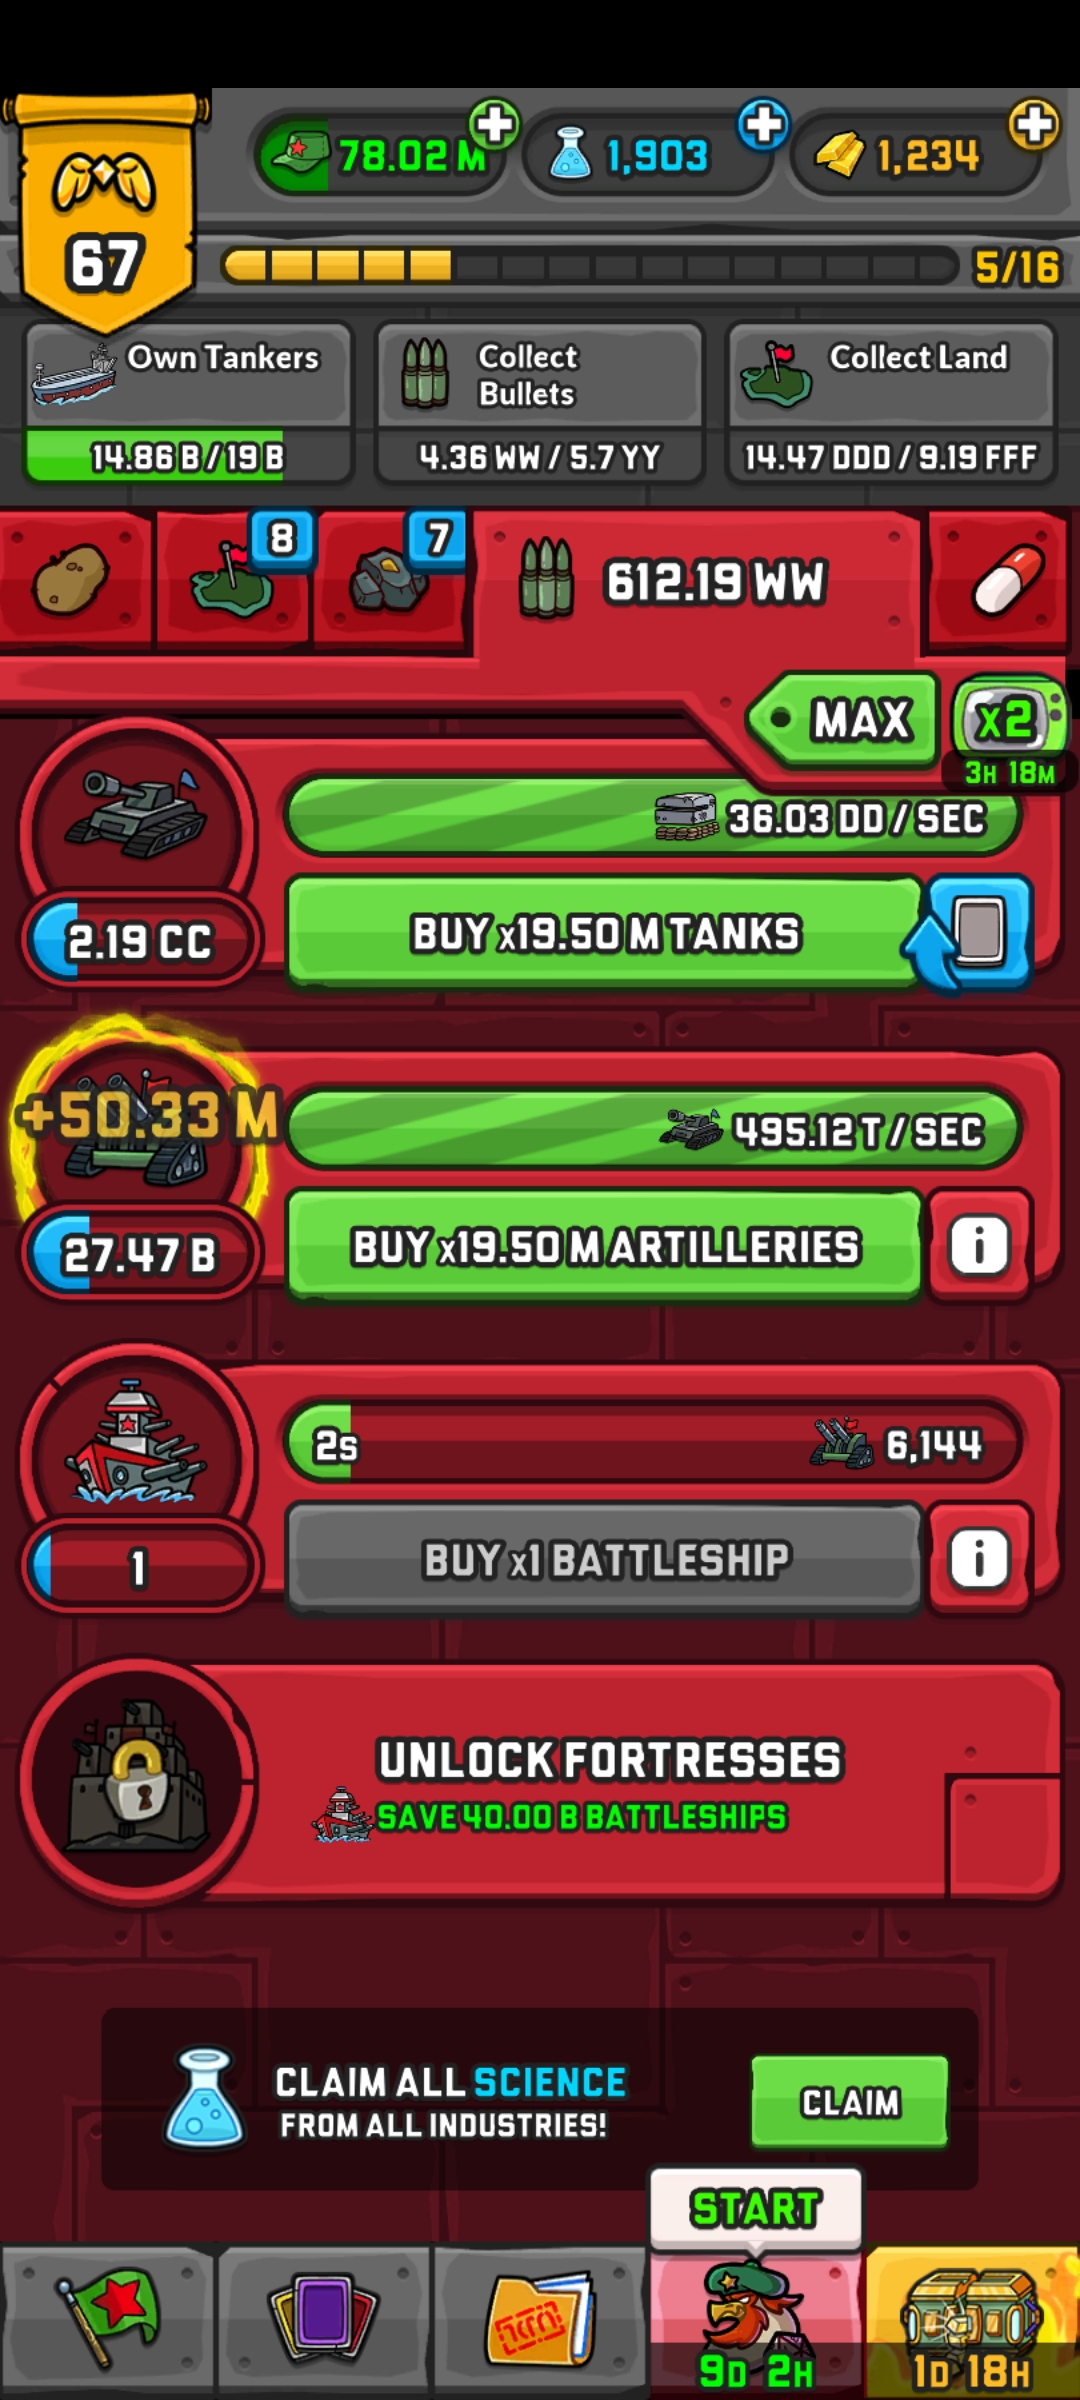 67
78.02 M
1,903
1,234
5/16
Own Tankers
14.86 B / 19 B
Collect
Bullets
4.36 WW / 5.7 YY
Collect Land
14.47 DDD / 9.19 FFF
8
7
612.19 WW
MAX
x2
3H 18M
36.03 DD / SEC
2.19 CC
BUY x19.50 M TANKS
+50.33 M
495.12 T / SEC
27.47 B
BUY x19.50 M ARTILLERIES
i
2s
6,144
1
BUY x1 BATTLESHIP
i
UNLOCK FORTRESSES
SAVE 40.00 B BATTLESHIPS
CLAIM ALL SCIENCE
FROM ALL INDUSTRIES!
CLAIM
START
9D 2H
1D 18H